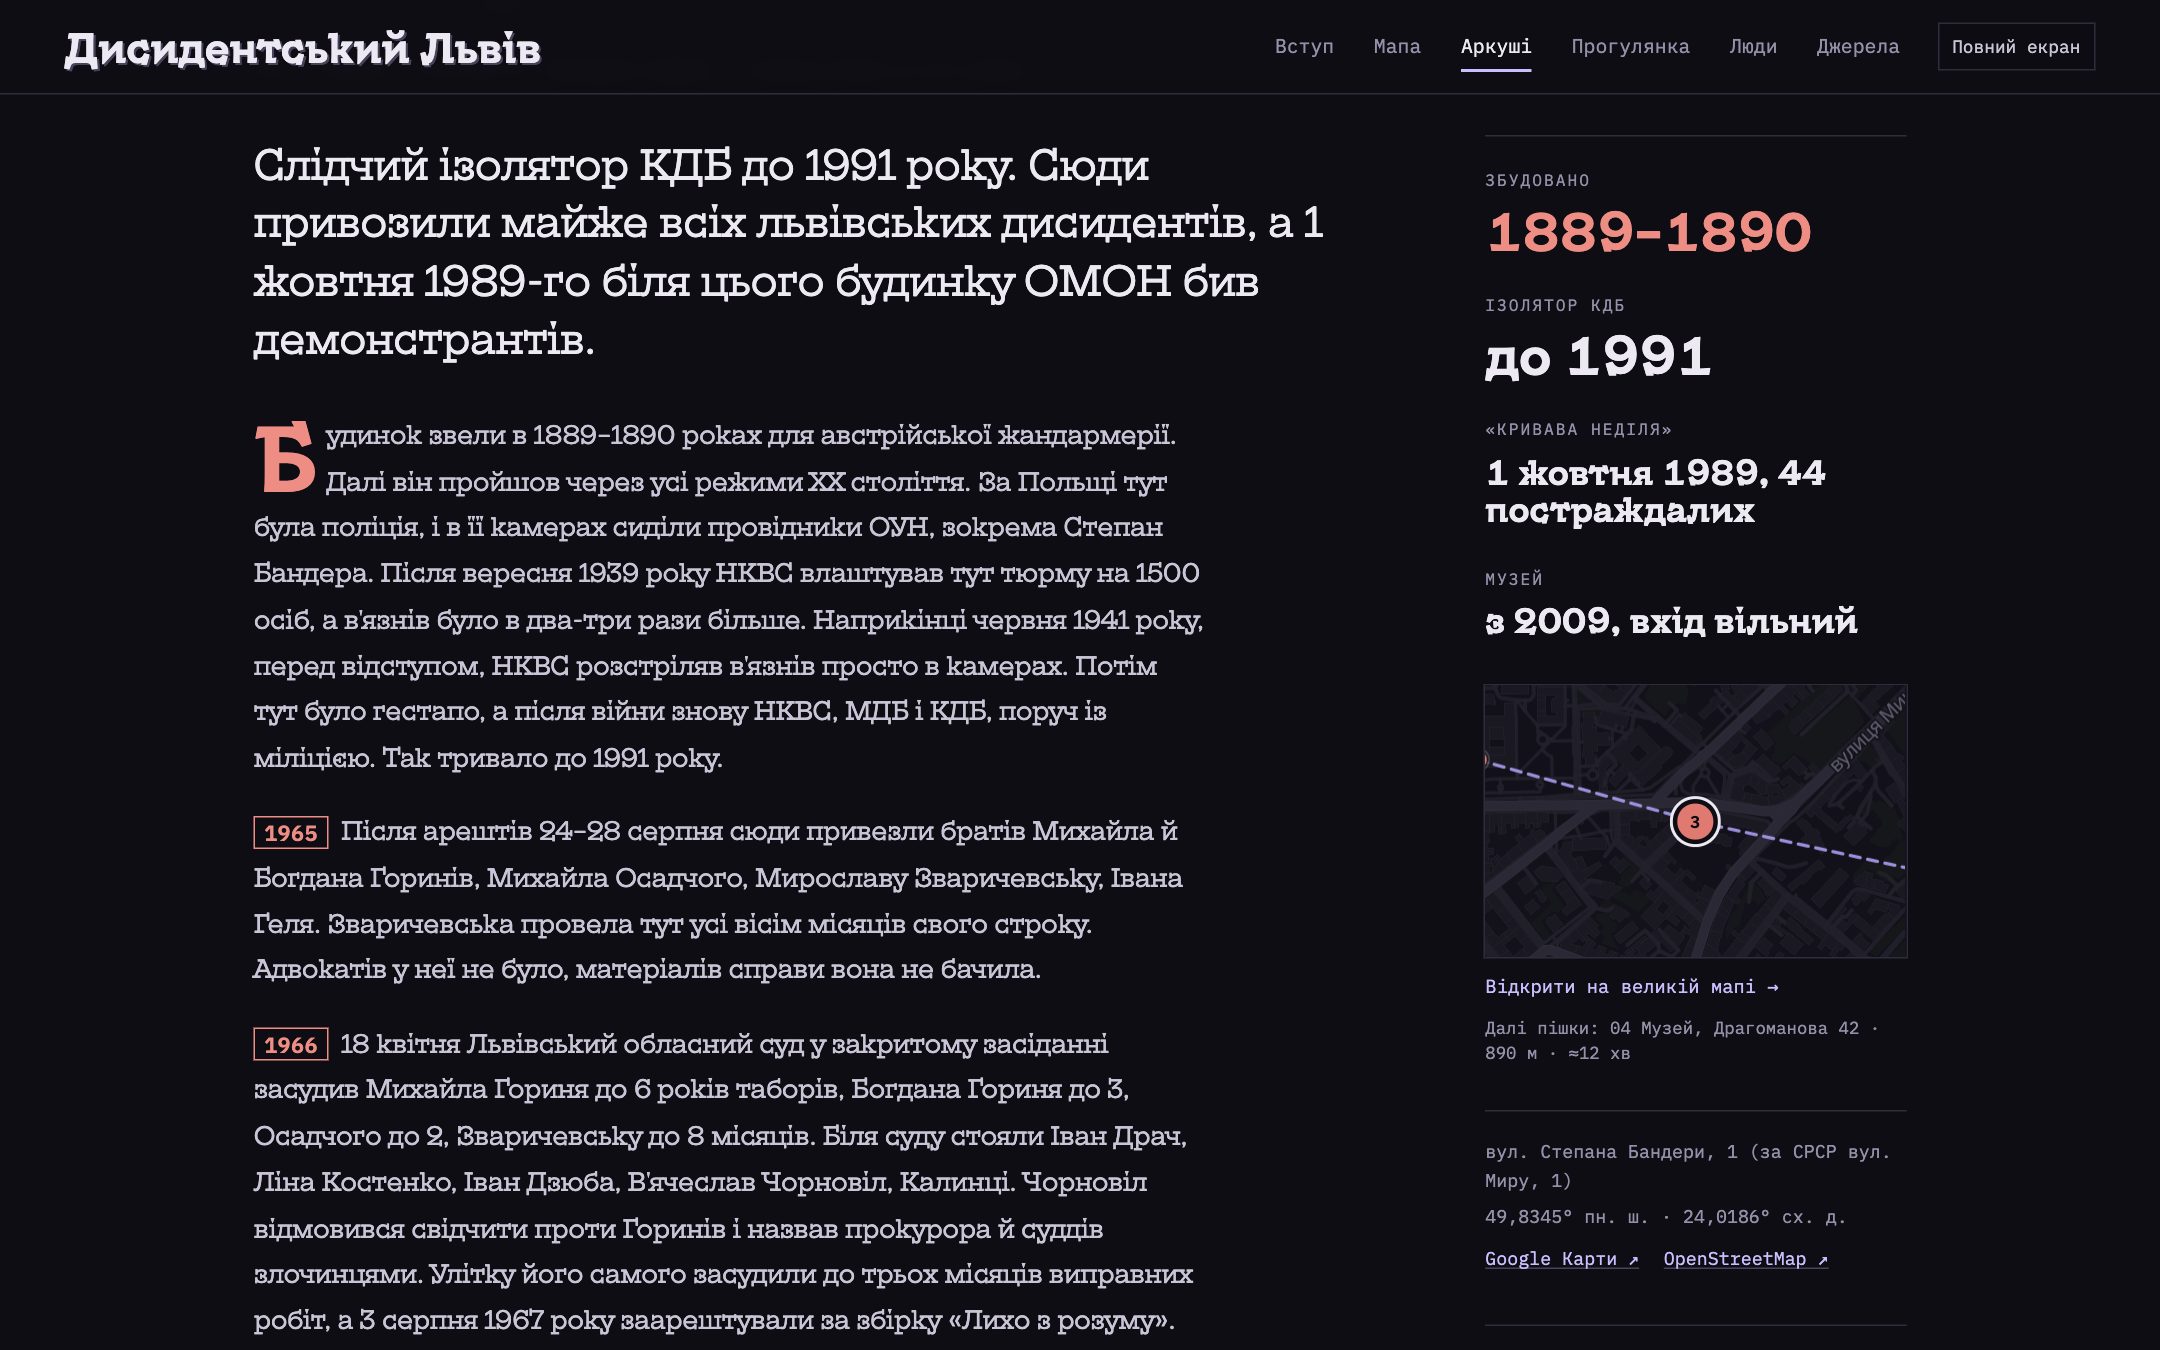 Дисидентський Львів
Вступ Мапа Аркуші Прогулянка Люди Джерела Повний екран
Слідчий ізолятор КДБ до 1991 року. Сюди
привозили майже всіх львівських дисидентів, а 1
жовтня 1989-го біля цього будинку ОМОН бив
демонстрантів.
Будинок звели в 1889–1890 роках для австрійської жандармерії.
Далі він пройшов через усі режими ХХ століття. За Польщі тут
була поліція, і в її камерах сиділи провідники ОУН, зокрема Степан
Бандера. Після вересня 1939 року НКВС влаштував тут тюрму на 1500
осіб, а в'язнів було в два-три рази більше. Наприкінці червня 1941 року,
перед відступом, НКВС розстріляв в'язнів просто в камерах. Потім
тут було гестапо, а після війни знову НКВС, МДБ і КДБ, поруч із
міліцією. Так тривало до 1991 року.
1965 Після арештів 24–28 серпня сюди привезли братів Михайла й
Богдана Горинів, Михайла Осадчого, Мирославу Зваричевську, Івана
Геля. Зваричевська провела тут усі вісім місяців свого строку.
Адвокатів у неї не було, матеріалів справи вона не бачила.
1966 18 квітня Львівський обласний суд у закритому засіданні
засудив Михайла Гориня до 6 років таборів, Богдана Гориня до 3,
Осадчого до 2, Зваричевську до 8 місяців. Біля суду стояли Іван Драч,
Ліна Костенко, Іван Дзюба, В'ячеслав Чорновіл, Калинці. Чорновіл
відмовився свідчити проти Горинів і назвав прокурора й суддів
злочинцями. Улітку його самого засудили до трьох місяців виправних
робіт, а 3 серпня 1967 року заарештували за збірку «Лихо з розуму».
ЗБУДОВАНО
1889–1890
ІЗОЛЯТОР КДБ
до 1991
«КРИВАВА НЕДІЛЯ»
1 жовтня 1989, 44
постраждалих
МУЗЕЙ
з 2009, вхід вільний
вулиця Ми
3
Відкрити на великій мапі →
Далі пішки: 04 Музей, Драгоманова 42 ·
890 м · ≈12 хв
вул. Степана Бандери, 1 (за СРСР вул.
Миру, 1)
49,8345° пн. ш. · 24,0186° сх. д.
Google Карти ↗ OpenStreetMap ↗